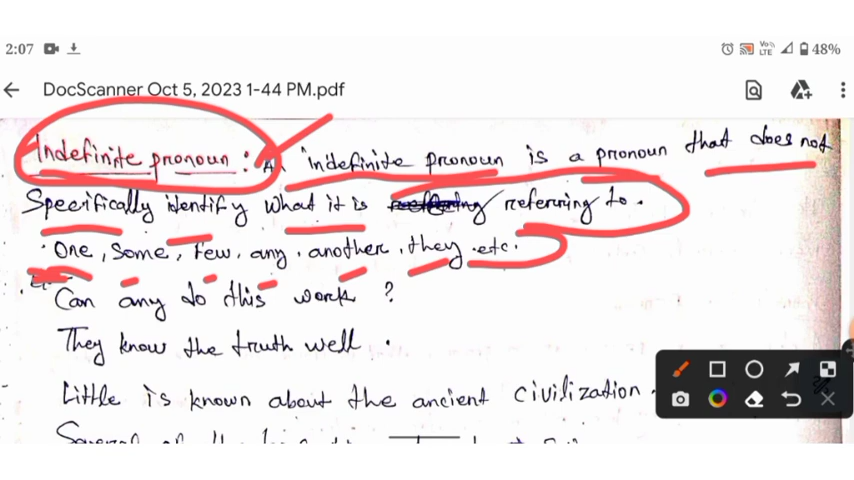 2:07 Vo)) LTE 48%
DocScanner Oct 5, 2023 1-44 PM.pdf
Indefinite pronoun : An indefinite pronoun is a pronoun that does not
Specifically identify what it is referring to.
One, Some, few, any, another, they etc.
Can any do this work ?
They know the truth well .
Little is known about the ancient civilization .